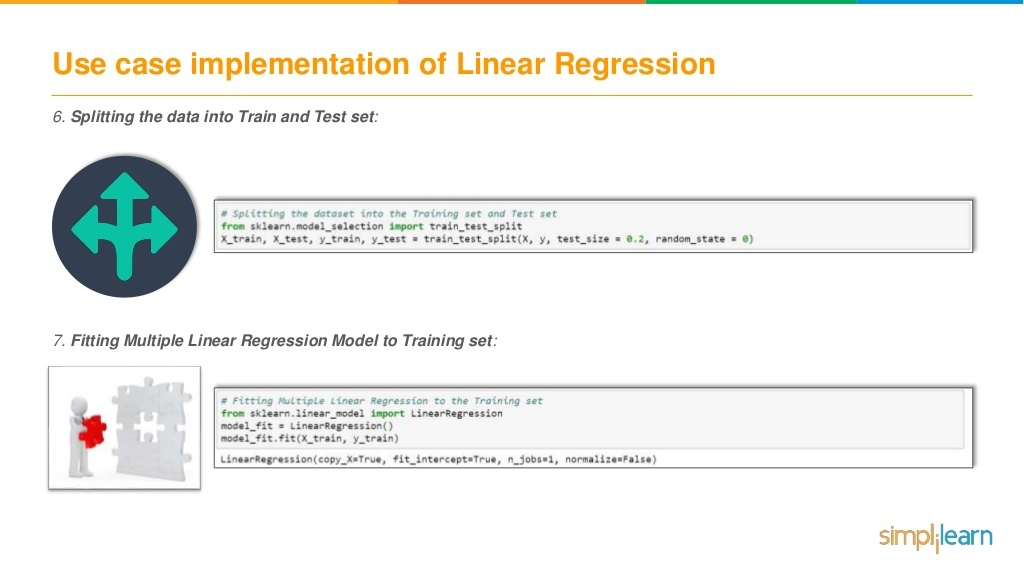 Use case implementation of Linear Regression
6. Splitting the data into Train and Test set:
# Splitting the dataset into the Training set and Test set
from sklearn.model_selection import train_test_split
X_train, X_test, y_train, y_test = train_test_split(X, y, test_size = 0.2, random_state = 0)
7. Fitting Multiple Linear Regression Model to Training set:
# Fitting Multiple Linear Regression to the Training set
from sklearn.linear_model import LinearRegression
model_fit = LinearRegression()
model_fit.fit(X_train, y_train)
LinearRegression(copy_X=True, fit_intercept=True, n_jobs=1, normalize=False)
simplilearn